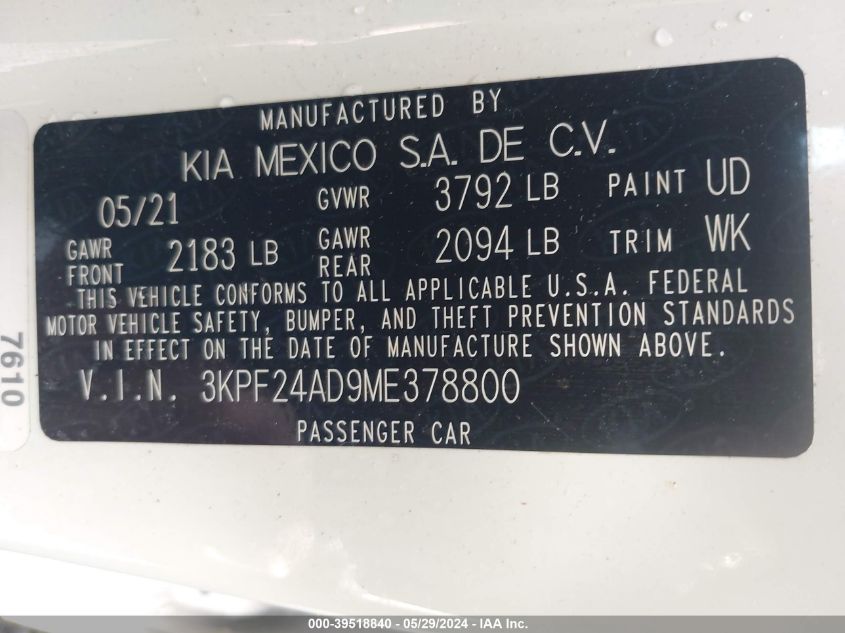 MANUFACTURED BY
KIA MEXICO S.A. DE C.V.
05/21 GVWR 3792 LB PAINT UD
GAWR FRONT 2183 LB GAWR REAR 2094 LB TRIM WK
THIS VEHICLE CONFORMS TO ALL APPLICABLE U.S.A. FEDERAL
MOTOR VEHICLE SAFETY, BUMPER, AND THEFT PREVENTION STANDARDS
IN EFFECT ON THE DATE OF MANUFACTURE SHOWN ABOVE.
V.I.N. 3KPF24AD9ME378800
PASSENGER CAR
7610
000-39518840 - 05/29/2024 - IAA Inc.